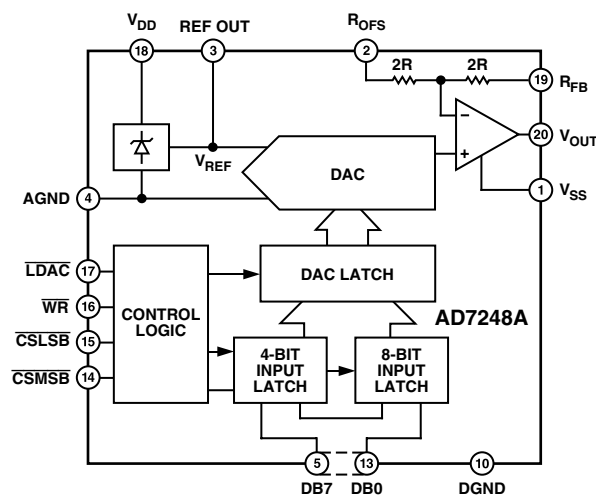 VDD
REF OUT
ROFS
18
3
2
2R
2R
19
RFB
VREF
DAC
20
VOUT
1
VSS
AGND
4
LDAC
17
WR
16
CSLSB
15
CSMSB
14
CONTROL
LOGIC
DAC LATCH
AD7248A
4-BIT
INPUT
LATCH
8-BIT
INPUT
LATCH
5
13
10
DB7
DB0
DGND